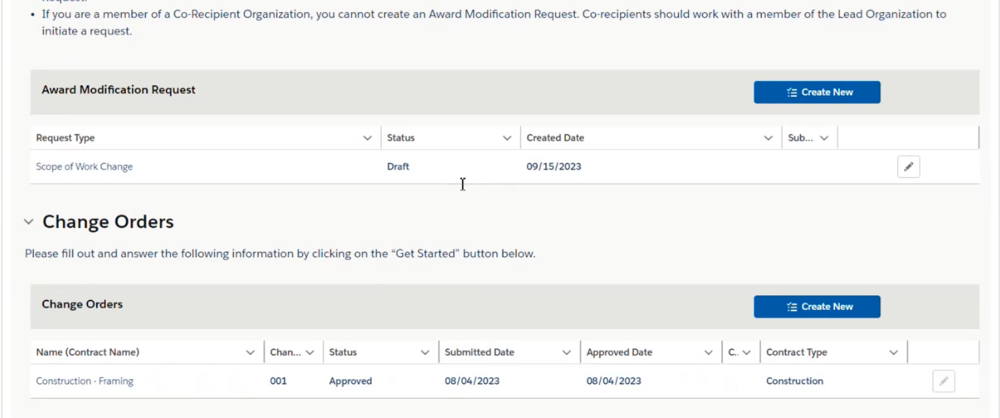 • If you are a member of a Co-Recipient Organization, you cannot create an Award Modification Request. Co-recipients should work with a member of the Lead Organization to
initiate a request.
Award Modification Request
Create New
Request Type Status Created Date Sub...
Scope of Work Change Draft 09/15/2023
Change Orders
Please fill out and answer the following information by clicking on the “Get Started” button below.
Change Orders
Create New
Name (Contract Name) Chan... Status Submitted Date Approved Date C.. Contract Type
Construction - Framing 001 Approved 08/04/2023 08/04/2023 Construction